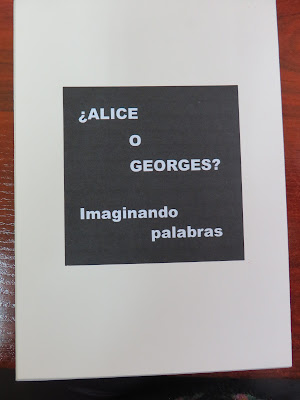 ¿ALICE
O
GEORGES?
Imaginando
palabras